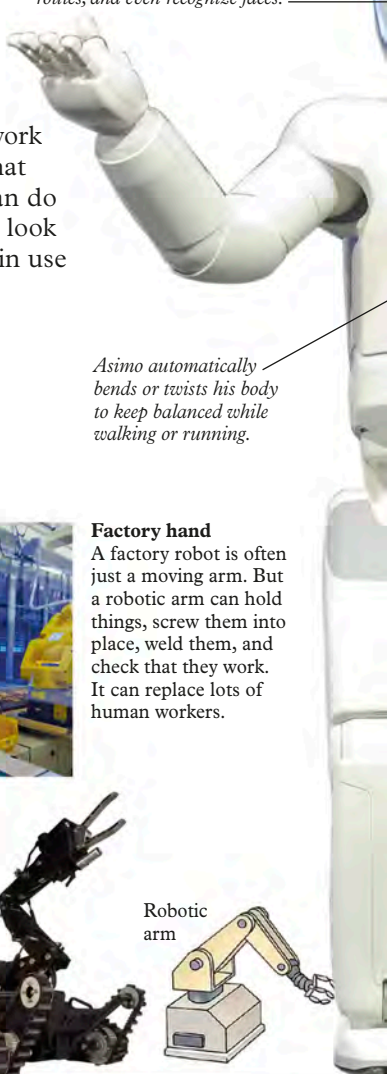 routes, and even recognize faces.
work
hat
an do
look
in use
Asimo automatically
bends or twists his body
to keep balanced while
walking or running.
Factory hand
A factory robot is often
just a moving arm. But
a robotic arm can hold
things, screw them into
place, weld them, and
check that they work.
It can replace lots of
human workers.
Robotic
arm